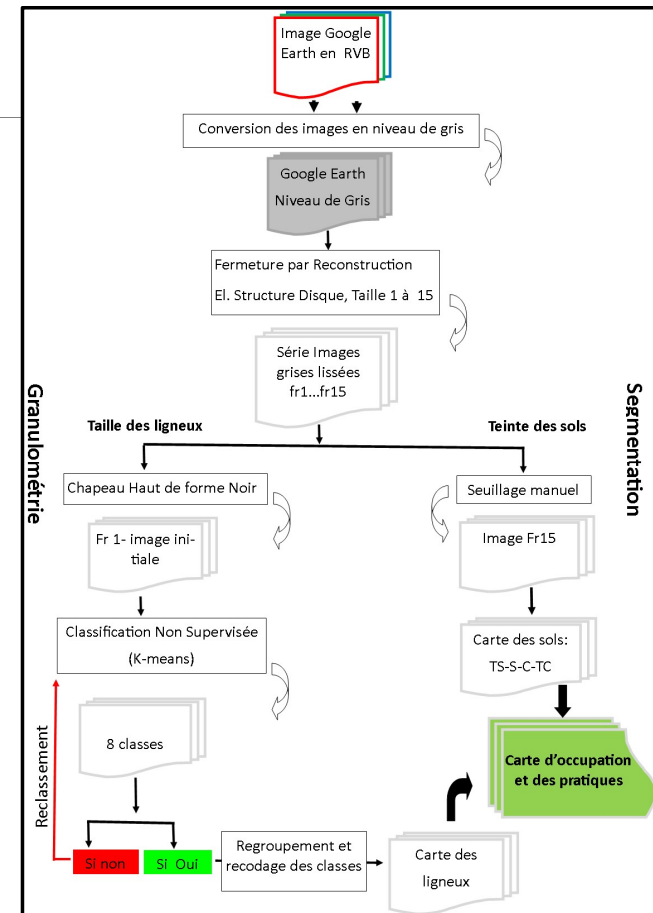 Image Google
Earth en RVB
Conversion des images en niveau de gris
Google Earth
Niveau de Gris
Fermeture par Reconstruction
El. Structure Disque, Taille 1 à 15
Série Images
grises lissées
fr1...fr15
Granulométrie
Segmentation
Taille des ligneux
Teinte des sols
Chapeau Haut de forme Noir
Seuillage manuel
Fr 1- image ini-
tiale
Image Fr15
Classification Non Supervisée
(K-means)
Carte des sols:
TS-S-C-TC
8 classes
Carte d’occupation
et des pratiques
Reclassement
Si non
Si Oui
Regroupement et
recodage des classes
Carte des
ligneux